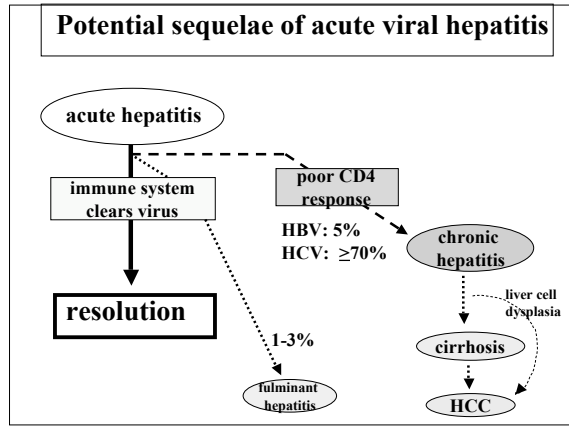 Potential sequelae of acute viral hepatitis
acute hepatitis
immune system
clears virus
poor CD4
response
HBV: 5%
HCV: ≥70%
chronic
hepatitis
resolution
liver cell
dysplasia
1-3%
cirrhosis
fulminant
hepatitis
HCC